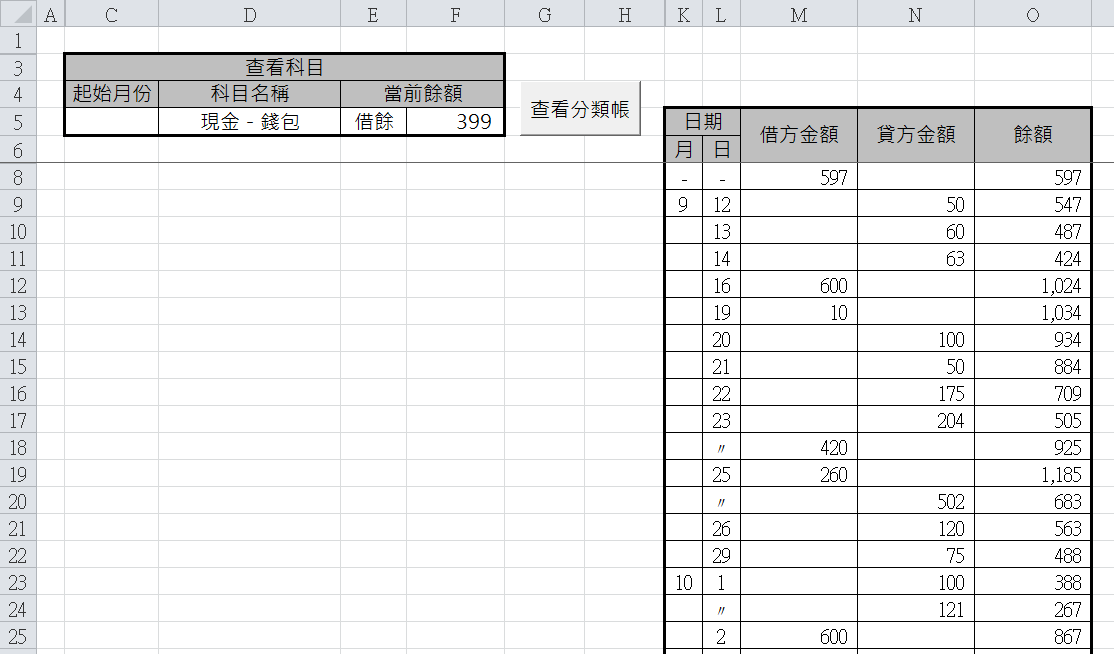 A C D E F G H K L M N O
1
3 查看科目
4 起始月份 科目名稱 當前餘額 查看分類帳
5 現金 - 錢包 借餘 399 日期 借方金額 貸方金額 餘額
6 月 日
8 - - 597 597
9 9 12 50 547
10 13 60 487
11 14 63 424
12 16 600 1,024
13 19 10 1,034
14 20 100 934
15 21 50 884
16 22 175 709
17 23 204 505
18 〃 420 925
19 25 260 1,185
20 〃 502 683
21 26 120 563
22 29 75 488
23 10 1 100 388
24 〃 121 267
25 2 600 867